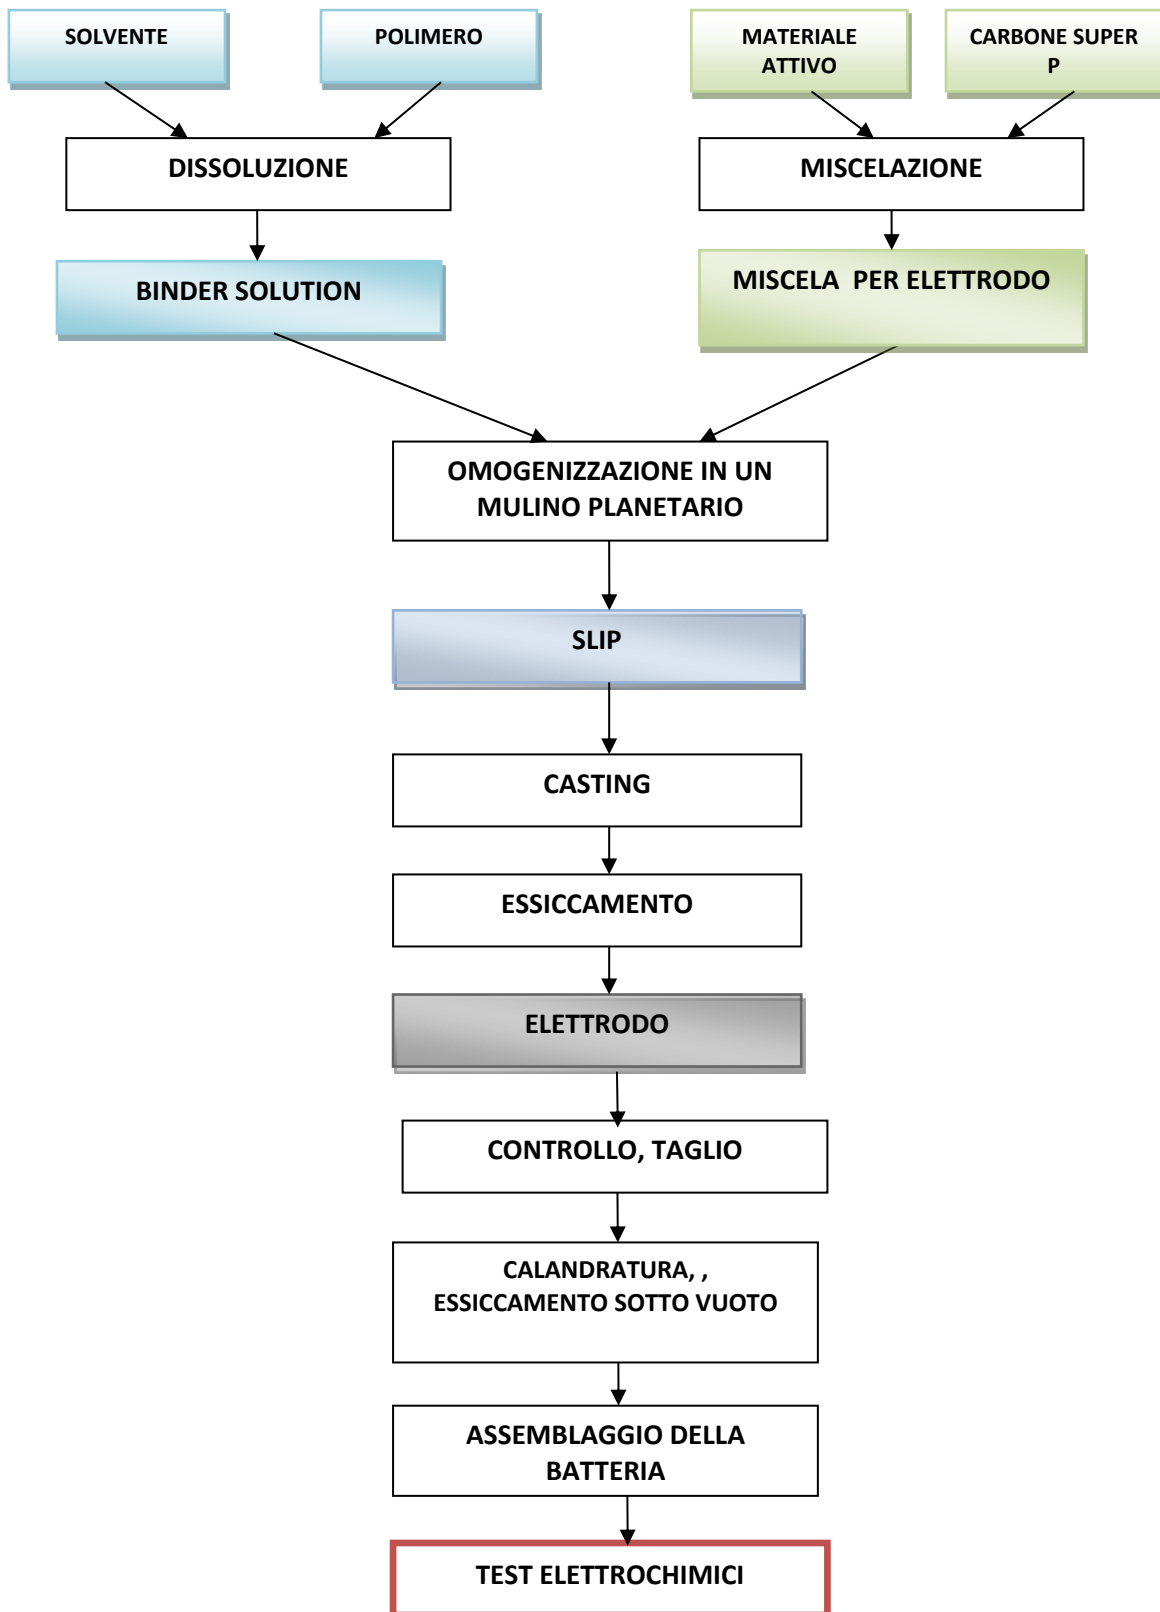 SOLVENTE
POLIMERO
MATERIALE
ATTIVO
CARBONE SUPER
P
DISSOLUZIONE
MISCELAZIONE
BINDER SOLUTION
MISCELA PER ELETTRODO
OMOGENIZZAZIONE IN UN
MULINO PLANETARIO
SLIP
CASTING
ESSICCAMENTO
ELETTRODO
CONTROLLO, TAGLIO
CALANDRATURA, ,
ESSICCAMENTO SOTTO VUOTO
ASSEMBLAGGIO DELLA
BATTERIA
TEST ELETTROCHIMICI